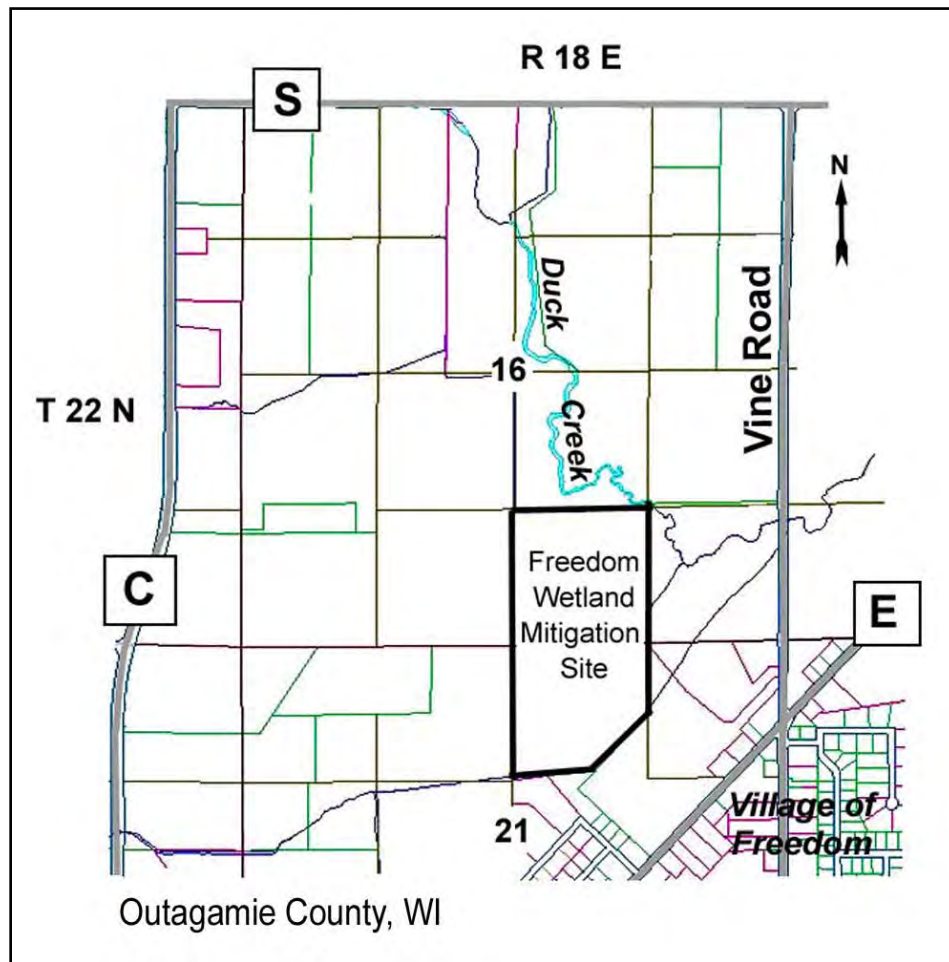 R 18 E
S
N
Duck
Vine Road
16
T 22 N
Creek
Freedom
Wetland
Mitigation
Site
C
E
Village of
Freedom
21
Outagamie County, WI